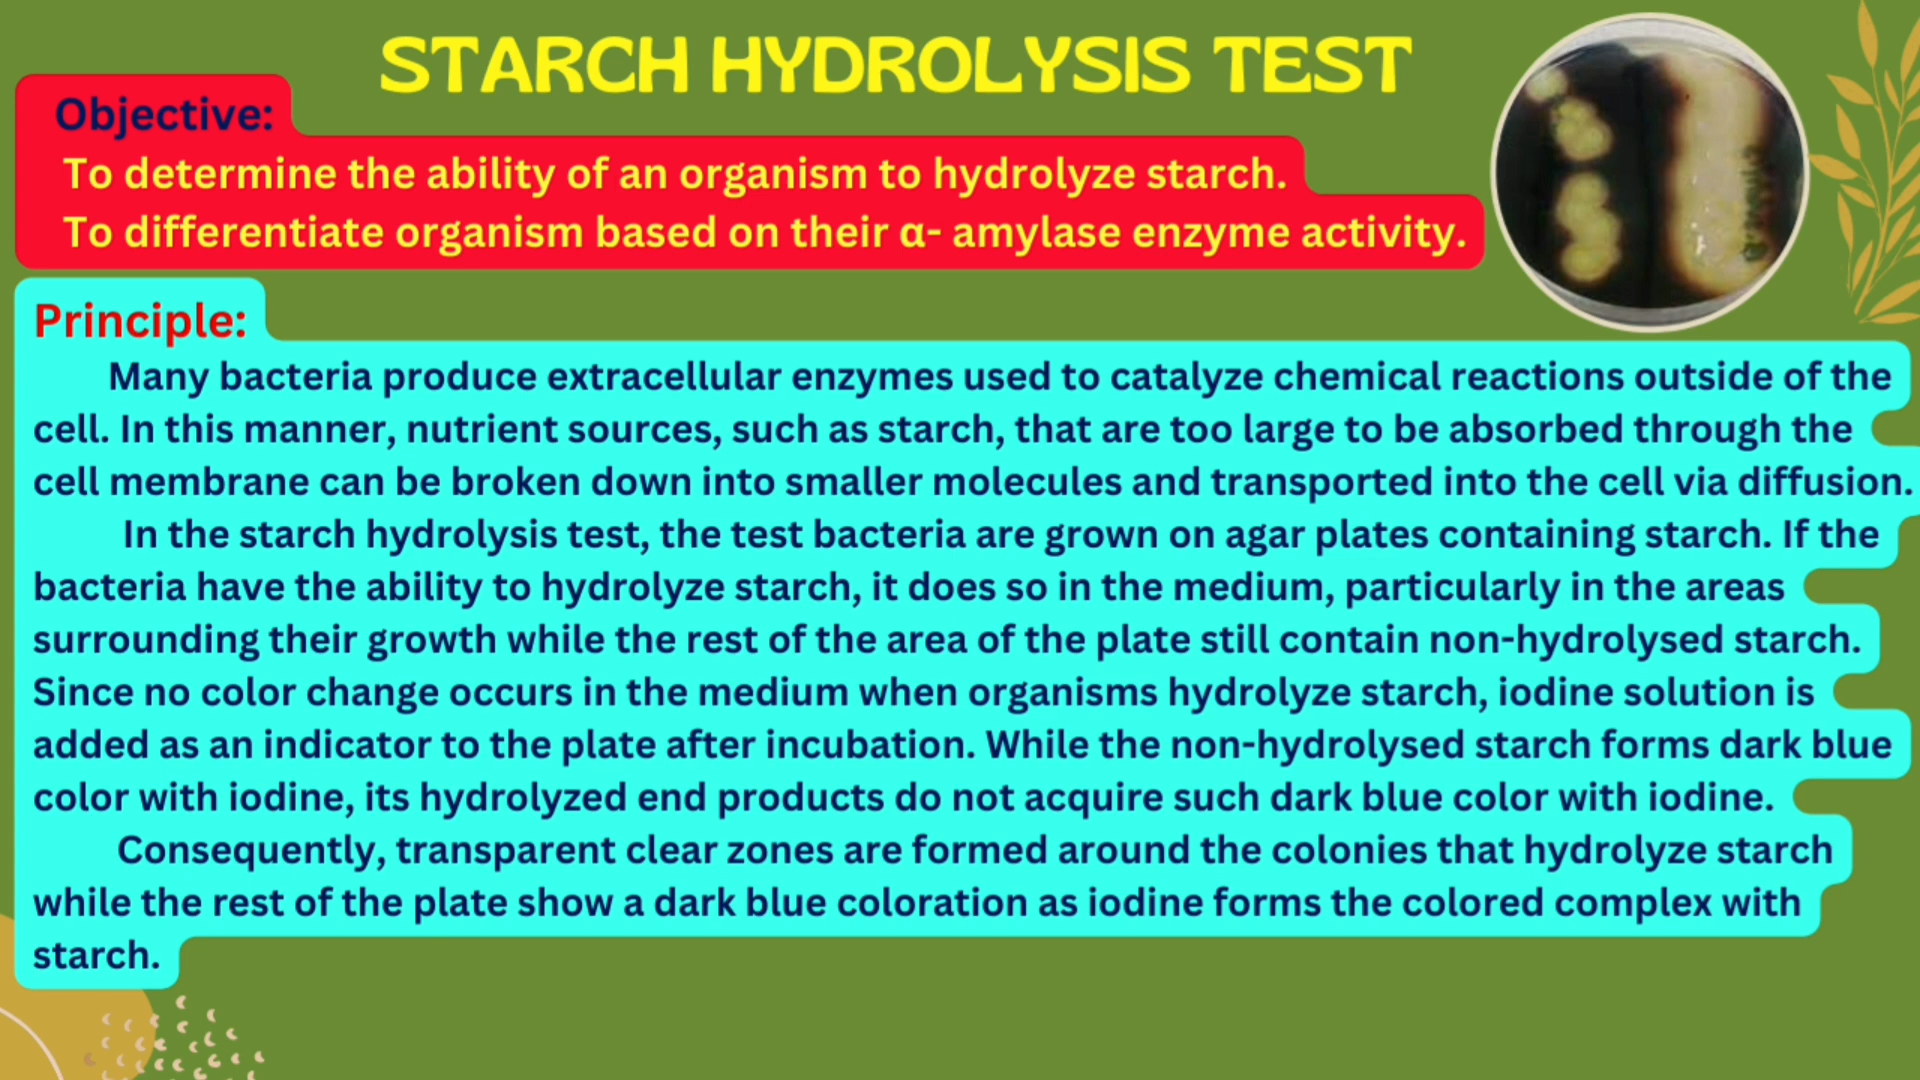 STARCH HYDROLYSIS TEST
Objective:
To determine the ability of an organism to hydrolyze starch.
To differentiate organism based on their α- amylase enzyme activity.
Principle:
Many bacteria produce extracellular enzymes used to catalyze chemical reactions outside of the
cell. In this manner, nutrient sources, such as starch, that are too large to be absorbed through the
cell membrane can be broken down into smaller molecules and transported into the cell via diffusion.
In the starch hydrolysis test, the test bacteria are grown on agar plates containing starch. If the
bacteria have the ability to hydrolyze starch, it does so in the medium, particularly in the areas
surrounding their growth while the rest of the area of the plate still contain non-hydrolysed starch.
Since no color change occurs in the medium when organisms hydrolyze starch, iodine solution is
added as an indicator to the plate after incubation. While the non-hydrolysed starch forms dark blue
color with iodine, its hydrolyzed end products do not acquire such dark blue color with iodine.
Consequently, transparent clear zones are formed around the colonies that hydrolyze starch
while the rest of the plate show a dark blue coloration as iodine forms the colored complex with
starch.